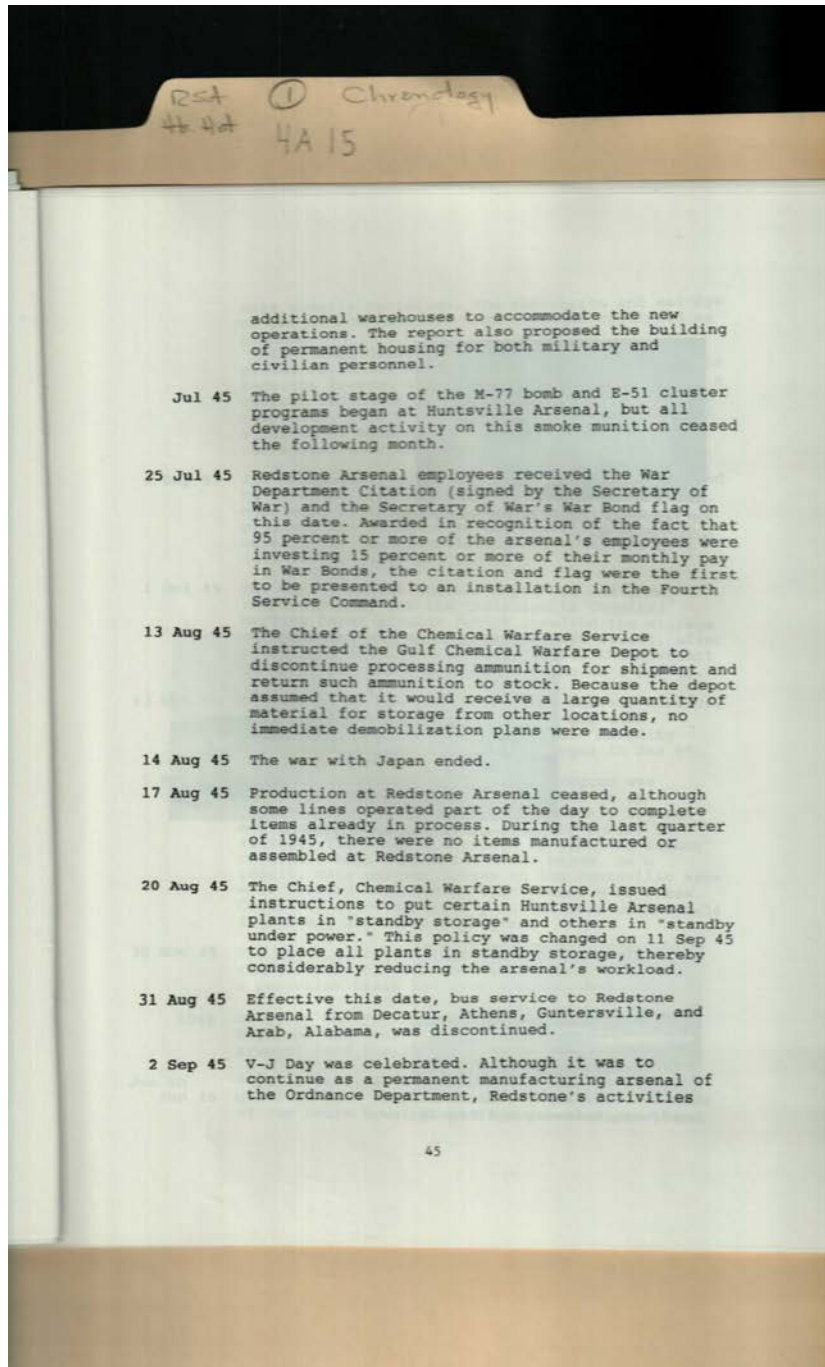 RSA ① Chronology
4A 15
additional warehouses to accommodate the new
operations. The report also proposed the building
of permanent housing for both military and
civilian personnel.
Jul 45 The pilot stage of the M-77 bomb and E-51 cluster
programs began at Huntsville Arsenal, but all
development activity on this smoke munition ceased
the following month.
25 Jul 45 Redstone Arsenal employees received the War
Department Citation (signed by the Secretary of
War) and the Secretary of War's War Bond flag on
this date. Awarded in recognition of the fact that
95 percent or more of the arsenal's employees were
investing 15 percent or more of their monthly pay
in War Bonds, the citation and flag were the first
to be presented to an installation in the Fourth
Service Command.
13 Aug 45 The Chief of the Chemical Warfare Service
instructed the Gulf Chemical Warfare Depot to
discontinue processing ammunition for shipment and
return such ammunition to stock. Because the depot
assumed that it would receive a large quantity of
material for storage from other locations, no
immediate demobilization plans were made.
14 Aug 45 The war with Japan ended.
17 Aug 45 Production at Redstone Arsenal ceased, although
some lines operated part of the day to complete
items already in process. During the last quarter
of 1945, there were no items manufactured or
assembled at Redstone Arsenal.
20 Aug 45 The Chief, Chemical Warfare Service, issued
instructions to put certain Huntsville Arsenal
plants in "standby storage" and others in "standby
under power." This policy was changed on 11 Sep 45
to place all plants in standby storage, thereby
considerably reducing the arsenal's workload.
31 Aug 45 Effective this date, bus service to Redstone
Arsenal from Decatur, Athens, Guntersville, and
Arab, Alabama, was discontinued.
2 Sep 45 V-J Day was celebrated. Although it was to
continue as a permanent manufacturing arsenal of
the Ordnance Department, Redstone's activities
45